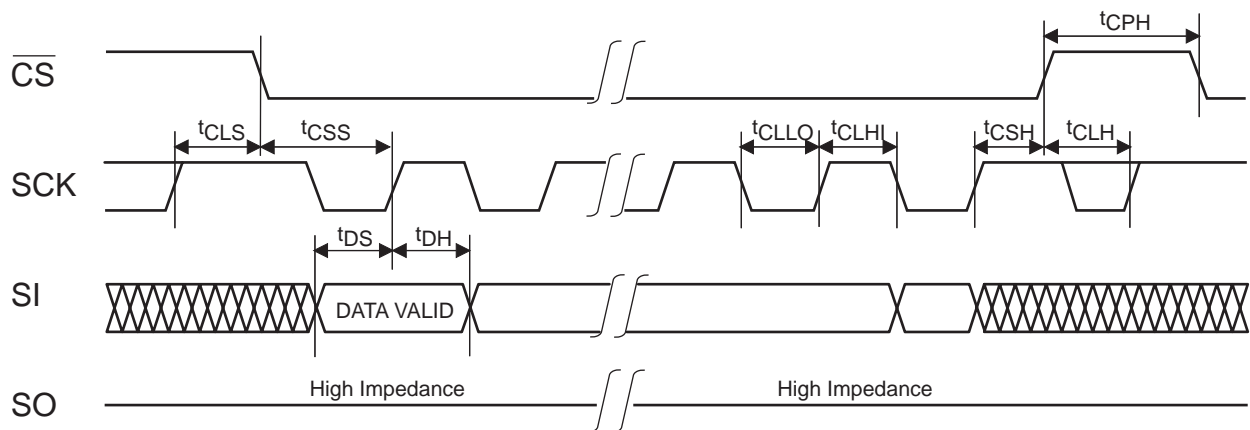 tCPH
CS
tCLS tCSS tCLLO tCLHI tCSH tCLH
SCK
tDS tDH
SI DATA VALID
High Impedance High Impedance
SO